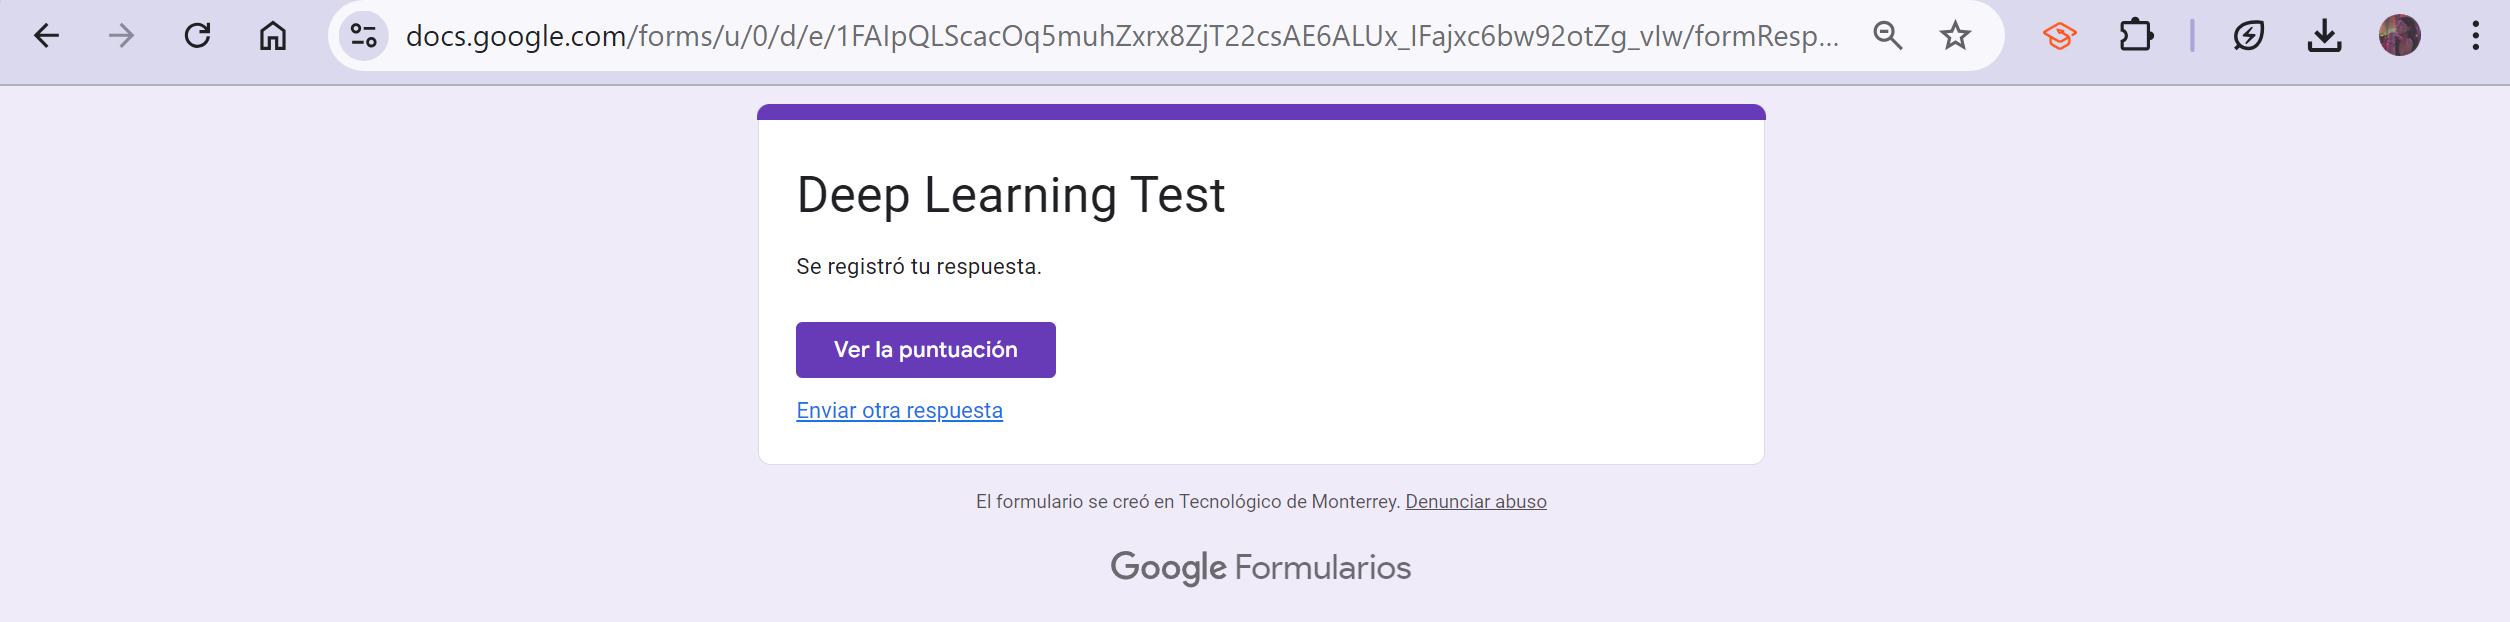 docs.google.com/forms/u/0/d/e/1FAIpQLScacOq5muhZxrx8ZjT22csAE6ALUx_IFajxc6bw92otZg_vIw/formResp...
Deep Learning Test
Se registró tu respuesta.
Ver la puntuación
Enviar otra respuesta
El formulario se creó en Tecnológico de Monterrey. Denunciar abuso
Google Formularios